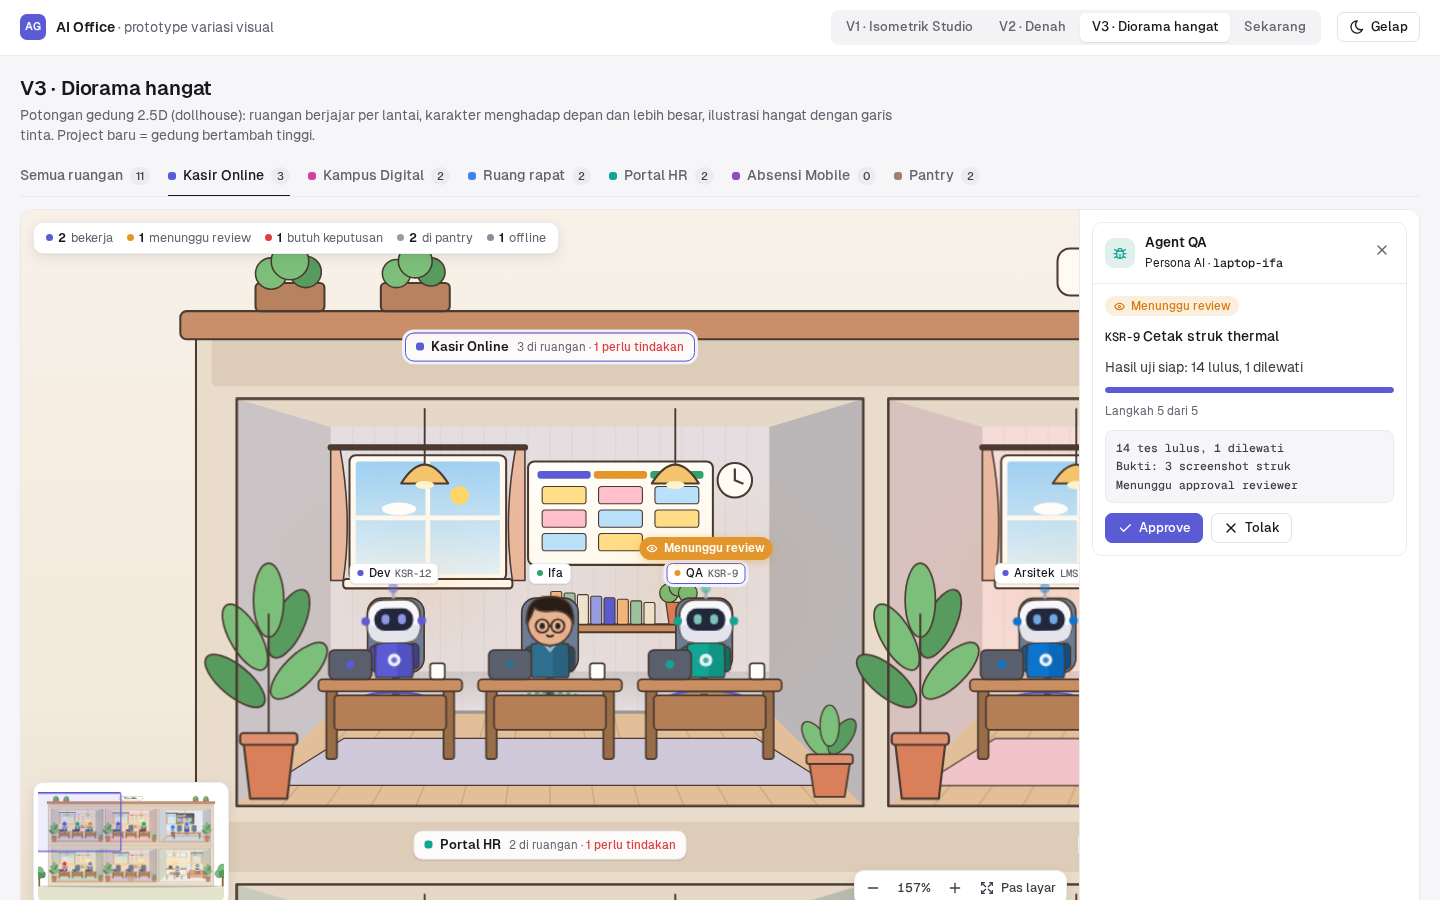 AG AI Office · prototype variasi visual
V1 · Isometrik Studio V2 · Denah V3 · Diorama hangat Sekarang Gelap
V3 · Diorama hangat
Potongan gedung 2.5D (dollhouse): ruangan berjajar per lantai, karakter menghadap depan dan lebih besar, ilustrasi hangat dengan garis
tinta. Project baru = gedung bertambah tinggi.
Semua ruangan 11 Kasir Online 3 Kampus Digital 2 Ruang rapat 2 Portal HR 2 Absensi Mobile 0 Pantry 2
2 bekerja 1 menunggu review 1 butuh keputusan 2 di pantry 1 offline
Kasir Online 3 di ruangan · 1 perlu tindakan
Menunggu review
Dev KSR-12
Ifa
QA KSR-9
Arsitek LMS
Portal HR 2 di ruangan · 1 perlu tindakan
157% Pas layar
Agent QA
Persona AI · laptop-ifa
Menunggu review
KSR-9 Cetak struk thermal
Hasil uji siap: 14 lulus, 1 dilewati
Langkah 5 dari 5
14 tes lulus, 1 dilewati
Bukti: 3 screenshot struk
Menunggu approval reviewer
Approve Tolak